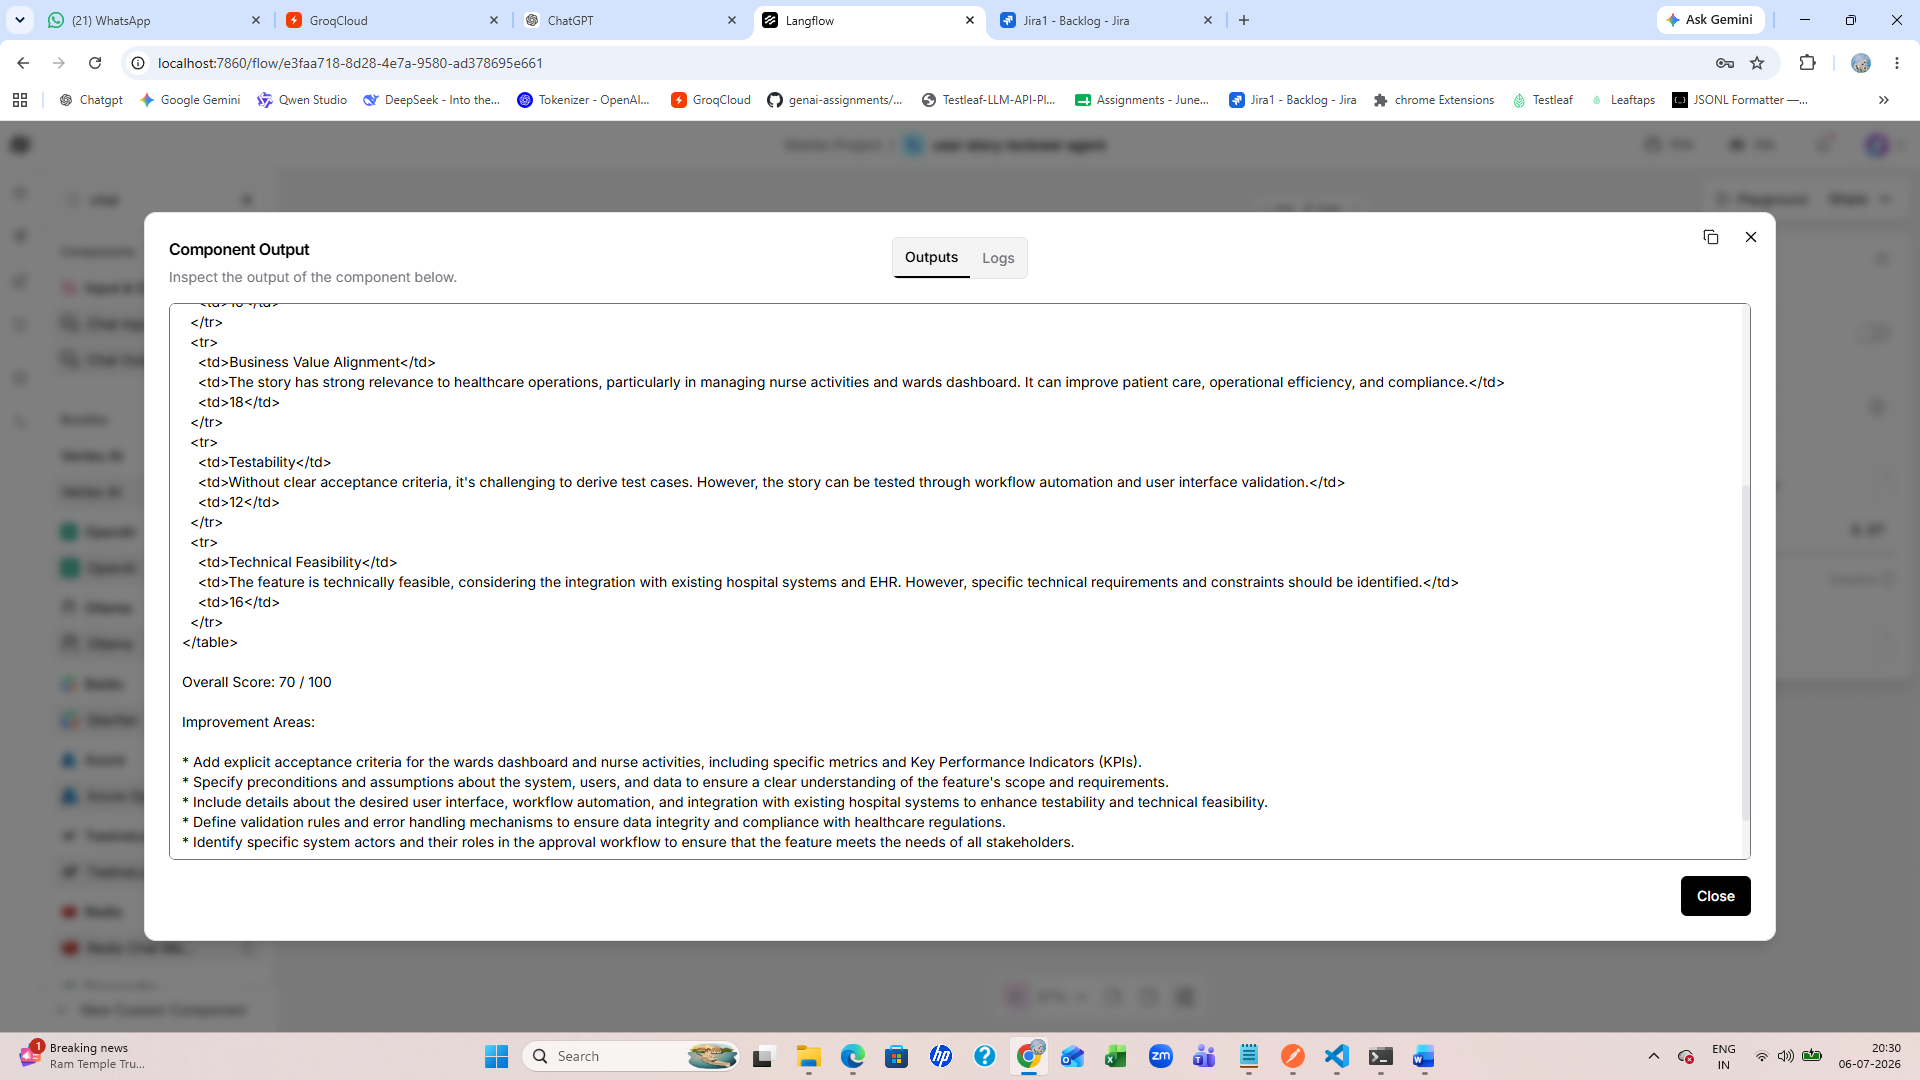 (21) WhatsApp
GroqCloud
ChatGPT
Langflow
Jira1 - Backlog - Jira
Ask Gemini
localhost:7860/flow/e3faa718-8d28-4e7a-9580-ad378695e661
Chatgpt
Google Gemini
Qwen Studio
DeepSeek - Into the...
Tokenizer - OpenAI...
GroqCloud
genai-assignments/...
Testleaf-LLM-API-Pl...
Assignments - June...
Jira1 - Backlog - Jira
chrome Extensions
Testleaf
Leaftaps
JSONL Formatter —...
Starter Project / user story reviewer agent
chat
Playground
Share
Component Output
Inspect the output of the component below.
Outputs
Logs
</tr>
<tr>
<td>Business Value Alignment</td>
<td>The story has strong relevance to healthcare operations, particularly in managing nurse activities and wards dashboard. It can improve patient care, operational efficiency, and compliance.</td>
<td>18</td>
</tr>
<tr>
<td>Testability</td>
<td>Without clear acceptance criteria, it's challenging to derive test cases. However, the story can be tested through workflow automation and user interface validation.</td>
<td>12</td>
</tr>
<tr>
<td>Technical Feasibility</td>
<td>The feature is technically feasible, considering the integration with existing hospital systems and EHR. However, specific technical requirements and constraints should be identified.</td>
<td>16</td>
</tr>
</table>
Overall Score: 70 / 100
Improvement Areas:
* Add explicit acceptance criteria for the wards dashboard and nurse activities, including specific metrics and Key Performance Indicators (KPIs).
* Specify preconditions and assumptions about the system, users, and data to ensure a clear understanding of the feature's scope and requirements.
* Include details about the desired user interface, workflow automation, and integration with existing hospital systems to enhance testability and technical feasibility.
* Define validation rules and error handling mechanisms to ensure data integrity and compliance with healthcare regulations.
* Identify specific system actors and their roles in the approval workflow to ensure that the feature meets the needs of all stakeholders.
Close
New Custom Component
1
Breaking news
Ram Temple Tru...
Search
ENG
IN
20:30
06-07-2026